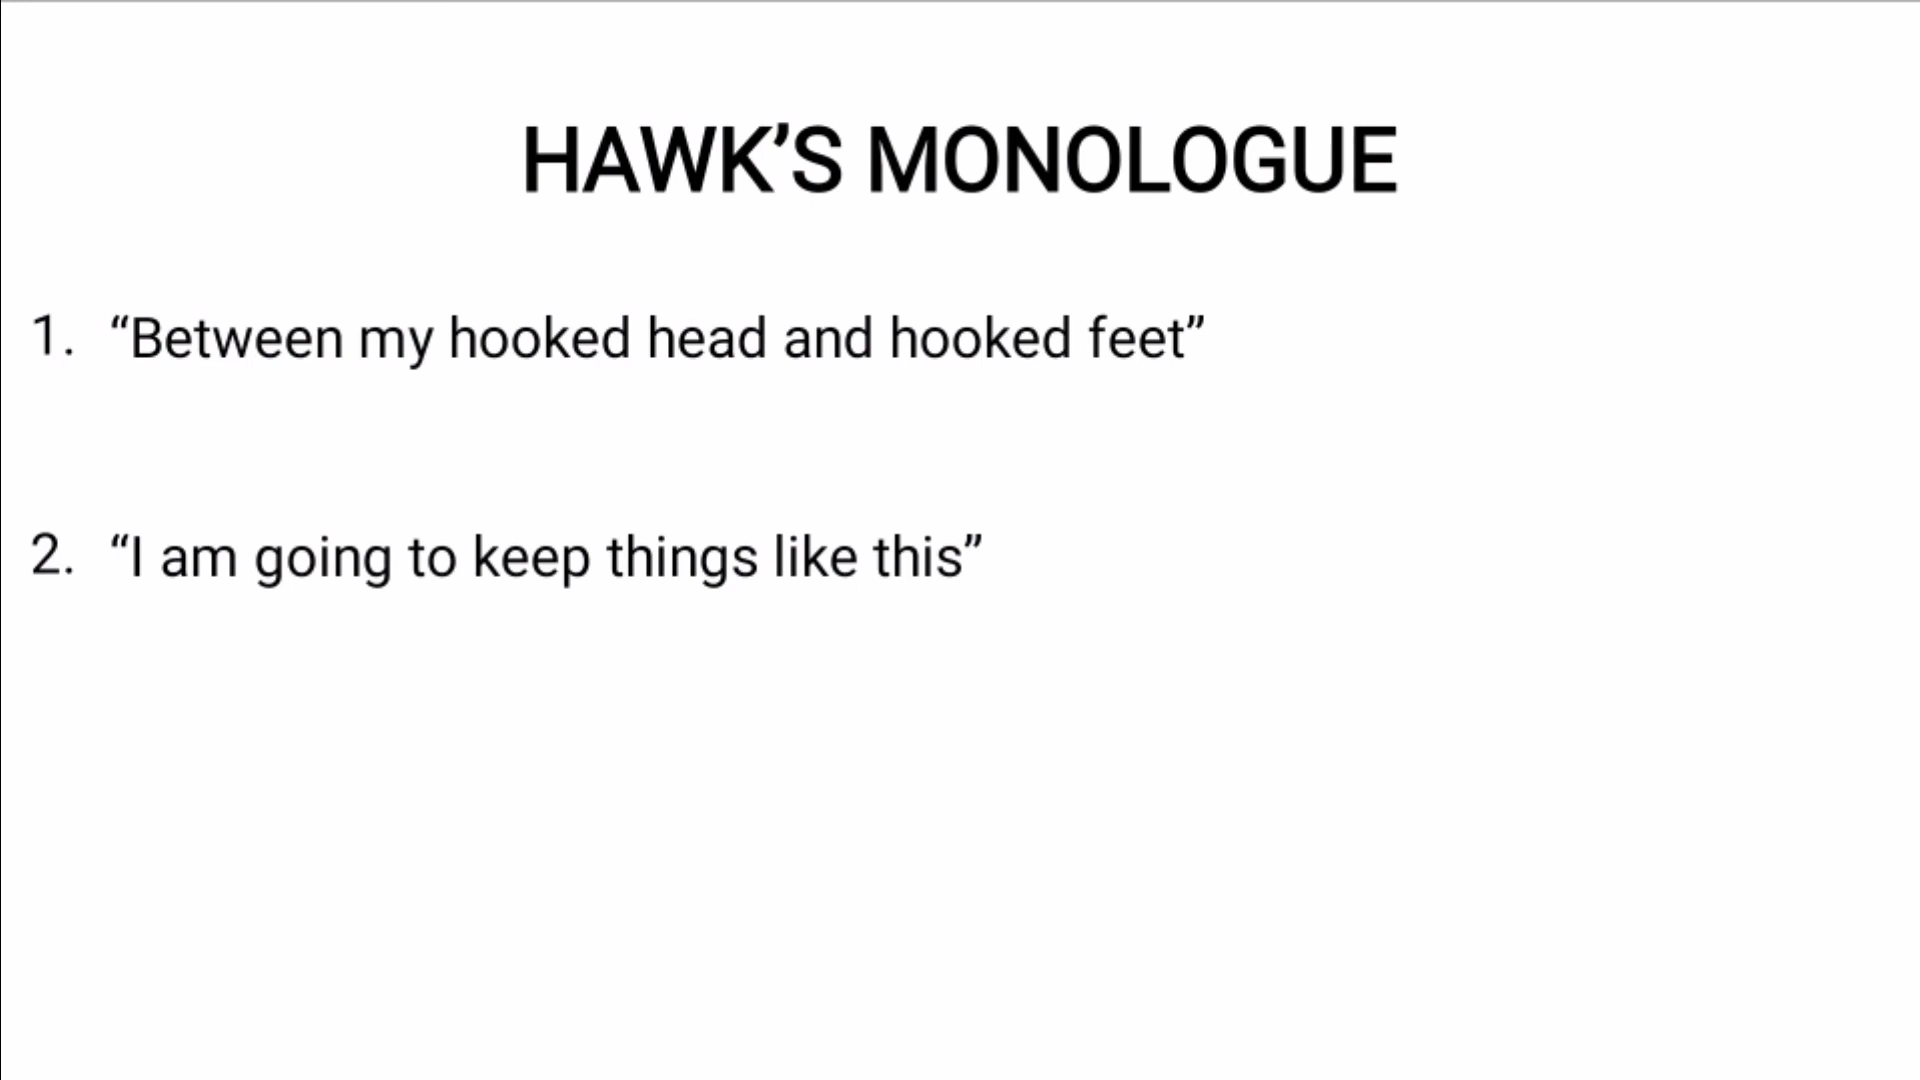 HAWK’S MONOLOGUE
1. “Between my hooked head and hooked feet”
2. “I am going to keep things like this”